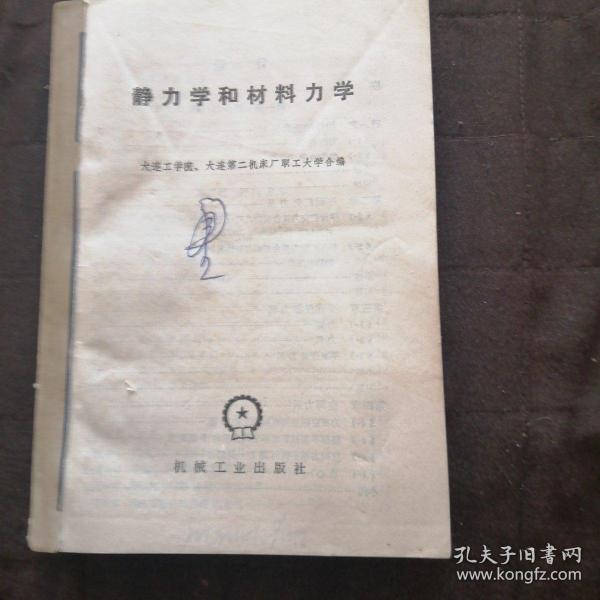 静力学和材料力学
大连工学院、大连第二机床厂职工大学合编
机械工业出版社
孔夫子旧书网
www.kongfz.com